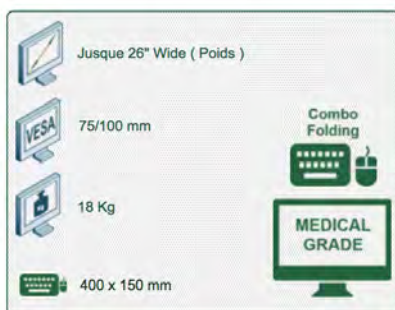 Jusque 26" Wide ( Poids )
VESA
75/100 mm
18 Kg
400 x 150 mm
Combo
Folding
MEDICAL
GRADE